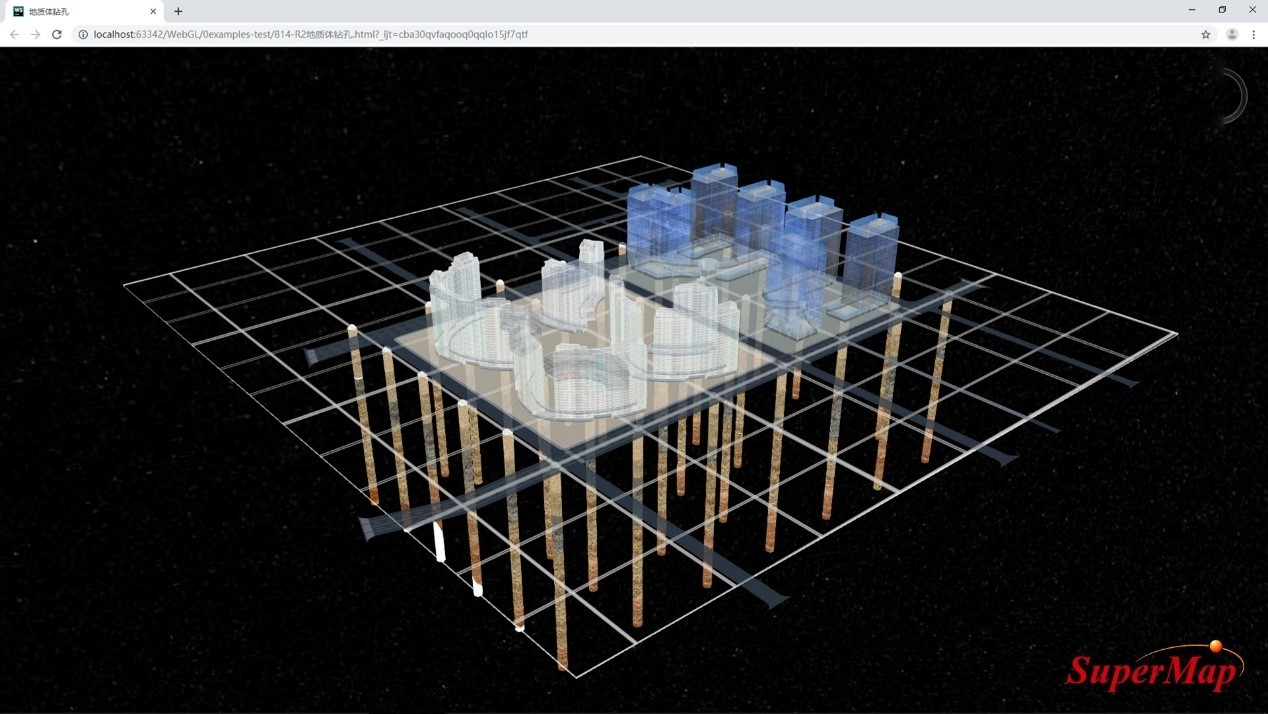 地质体钻孔
localhost:63342/WebGL/0examples-test/814-R2地质体钻孔.html?_ijt=cba30qvfaqooq0qqlo15jf7qtf
SuperMap